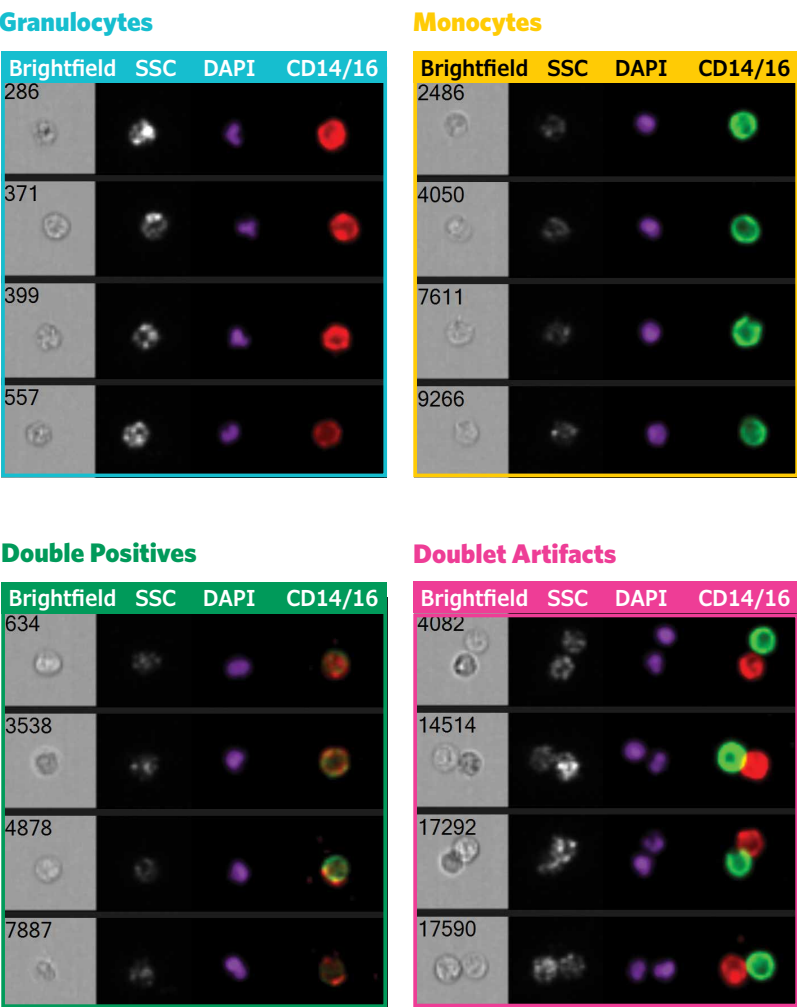 Granulocytes
Brightfield SSC DAPI CD14/16
286
371
399
557
Monocytes
Brightfield SSC DAPI CD14/16
2486
4050
7611
9266
Double Positives
Brightfield SSC DAPI CD14/16
634
3538
4878
7887
Doublet Artifacts
Brightfield SSC DAPI CD14/16
4082
14514
17292
17590